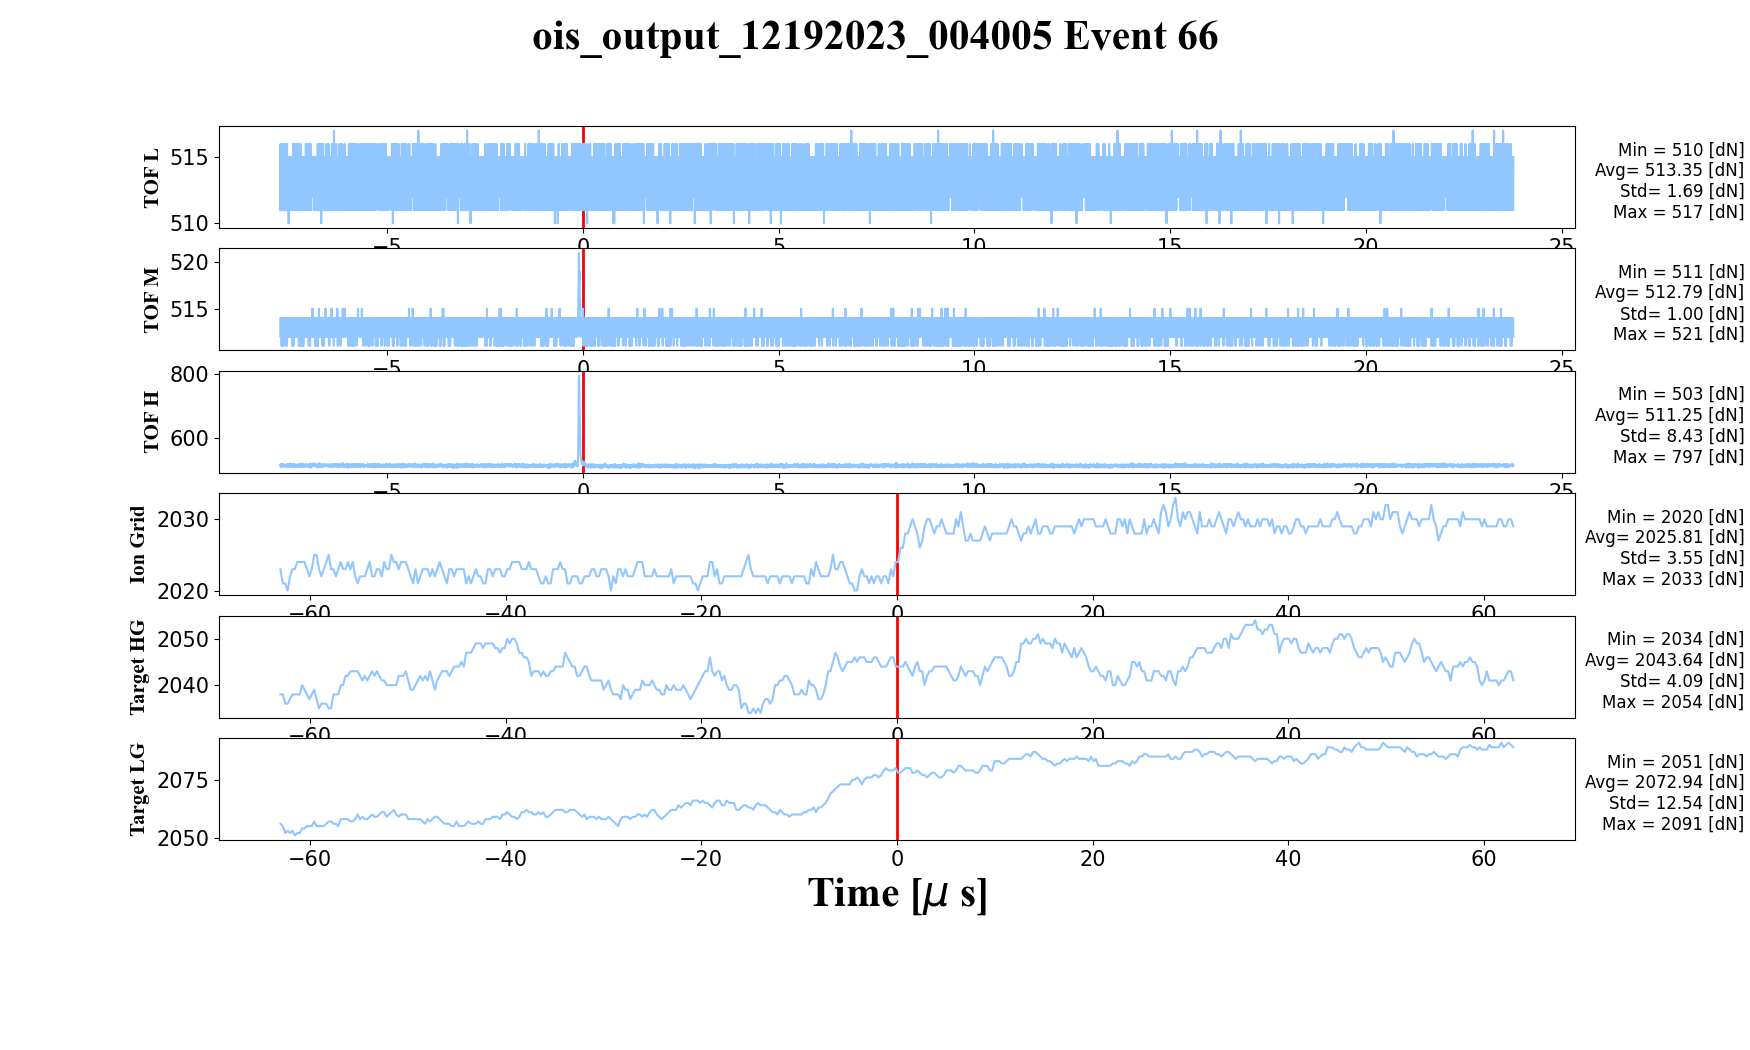 ois_output_12192023_004005 Event 66
TOF L
515
510
Min = 510 [dN]
Avg= 513.35 [dN]
Std= 1.69 [dN]
Max = 517 [dN]
−5 0 5 10 15 20 25
TOF M
520
515
Min = 511 [dN]
Avg= 512.79 [dN]
Std= 1.00 [dN]
Max = 521 [dN]
−5 0 5 10 15 20 25
TOF H
800
600
Min = 503 [dN]
Avg= 511.25 [dN]
Std= 8.43 [dN]
Max = 797 [dN]
−5 0 5 10 15 20 25
Ion Grid
2030
2020
Min = 2020 [dN]
Avg= 2025.81 [dN]
Std= 3.55 [dN]
Max = 2033 [dN]
−60 −40 −20 0 20 40 60
Target HG
2050
2040
Min = 2034 [dN]
Avg= 2043.64 [dN]
Std= 4.09 [dN]
Max = 2054 [dN]
−60 −40 −20 0 20 40 60
Target LG
2075
2050
Min = 2051 [dN]
Avg= 2072.94 [dN]
Std= 12.54 [dN]
Max = 2091 [dN]
−60 −40 −20 0 20 40 60
Time [μ s]